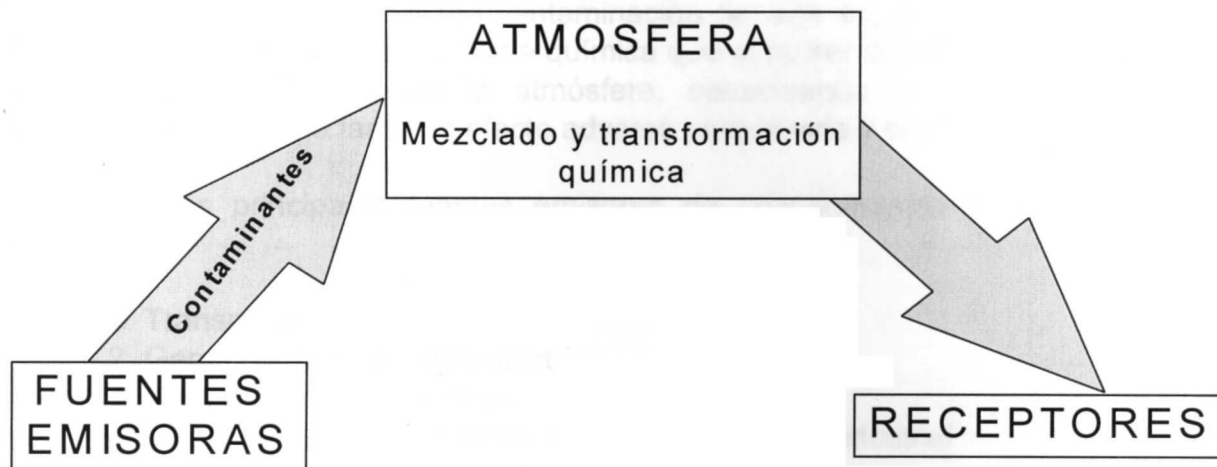 ATMOSFERA
Mezclado y transformación
química
Contaminantes
FUENTES
EMISORAS
RECEPTORES